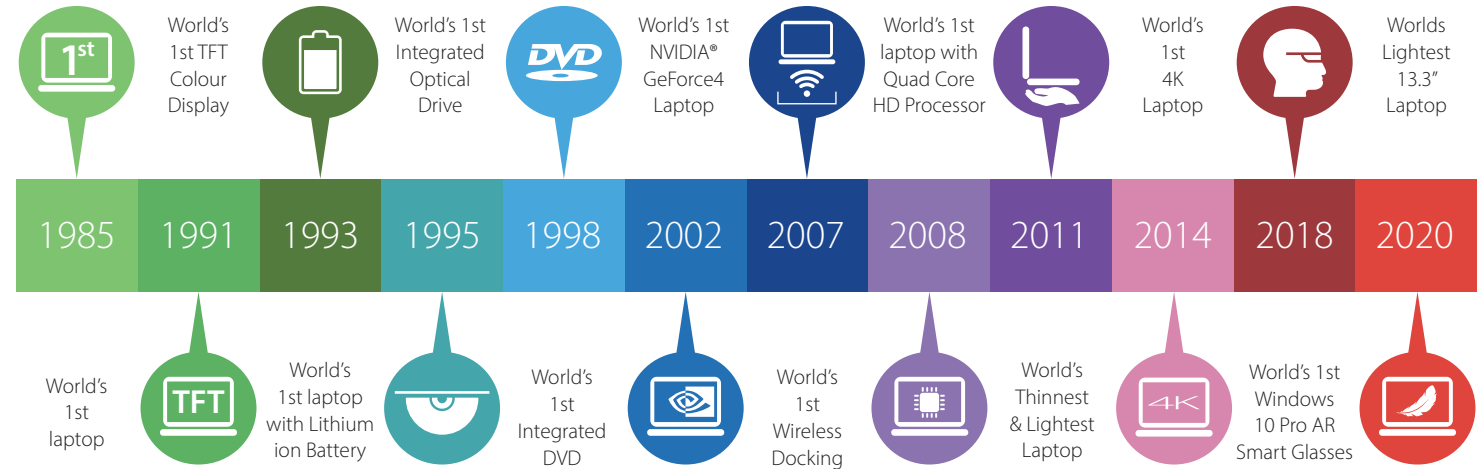 1st
World's
1st TFT
Colour
Display
World's 1st
Integrated
Optical
Drive
DVD
World's 1st
NVIDIA®
GeForce4
Laptop
World's 1st
laptop with
Quad Core
HD Processor
World's
1st
4K
Laptop
Worlds
Lightest
13.3”
Laptop
1985 1991 1993 1995 1998 2002 2007 2008 2011 2014 2018 2020
World's
1st
laptop
TFT
World's
1st laptop
with Lithium
ion Battery
World's
1st
Integrated
DVD
World's
1st
Wireless
Docking
World's
Thinnest
& Lightest
Laptop
4K
World's 1st
Windows
10 Pro AR
Smart Glasses